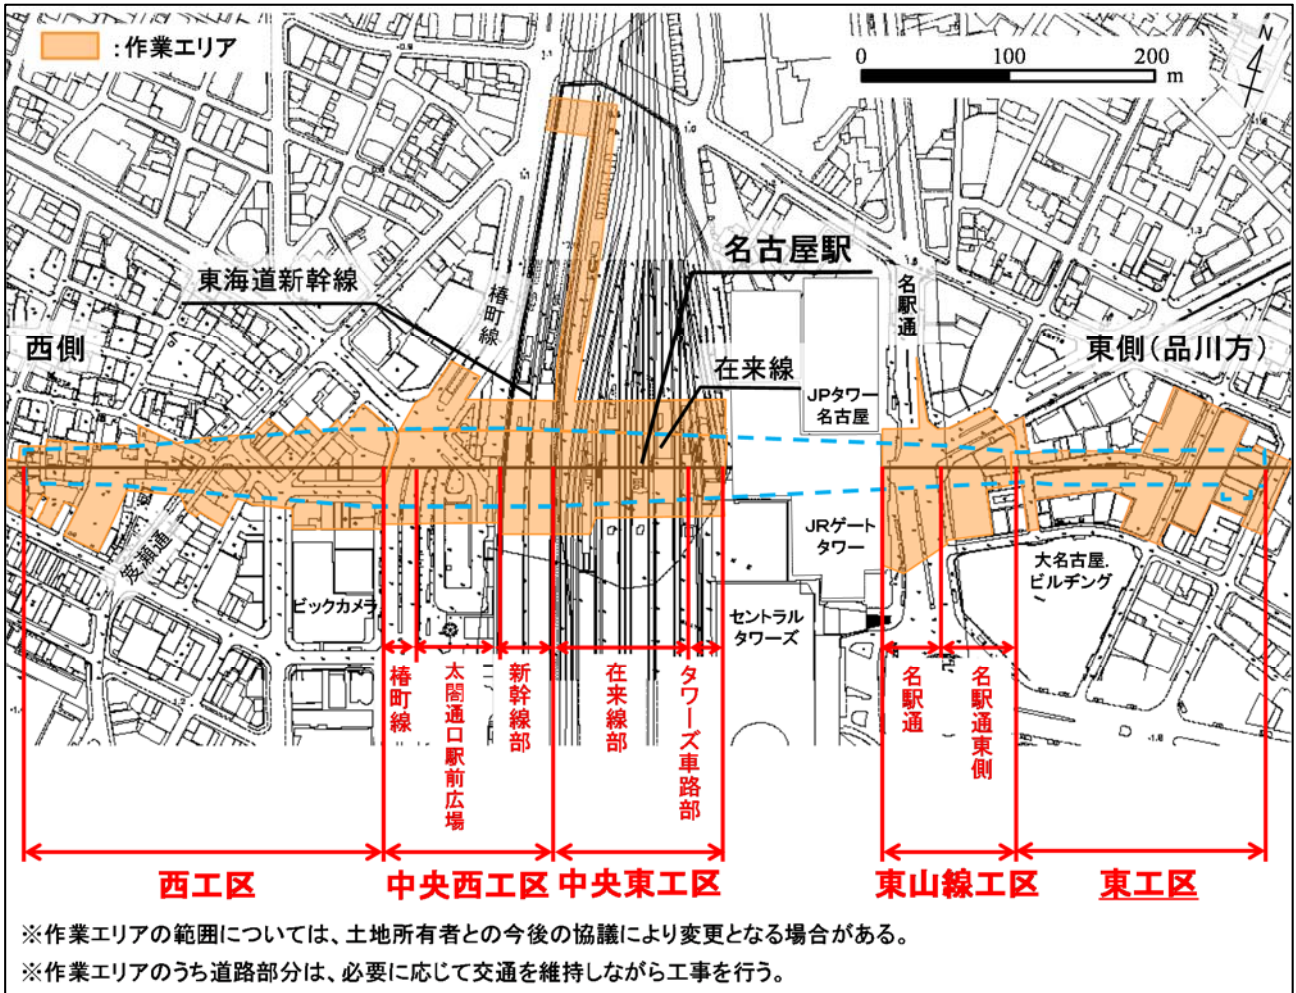 ：作業エリア
0 100 200 m
N
名古屋駅
東海道新幹線
椿町線
名駅通
西側
東側(品川方)
在来線
JPタワー
名古屋
JRゲート
タワー
大名古屋
ビルヂング
ビックカメラ
セントラル
タワーズ
椿町線
太閤通口駅前広場
新幹線部
在来線部
タワーズ車路部
名駅通
名駅通東側
西工区
中央西工区
中央東工区
東山線工区
東工区
※作業エリアの範囲については、土地所有者との今後の協議により変更となる場合がある。
※作業エリアのうち道路部分は、必要に応じて交通を維持しながら工事を行う。